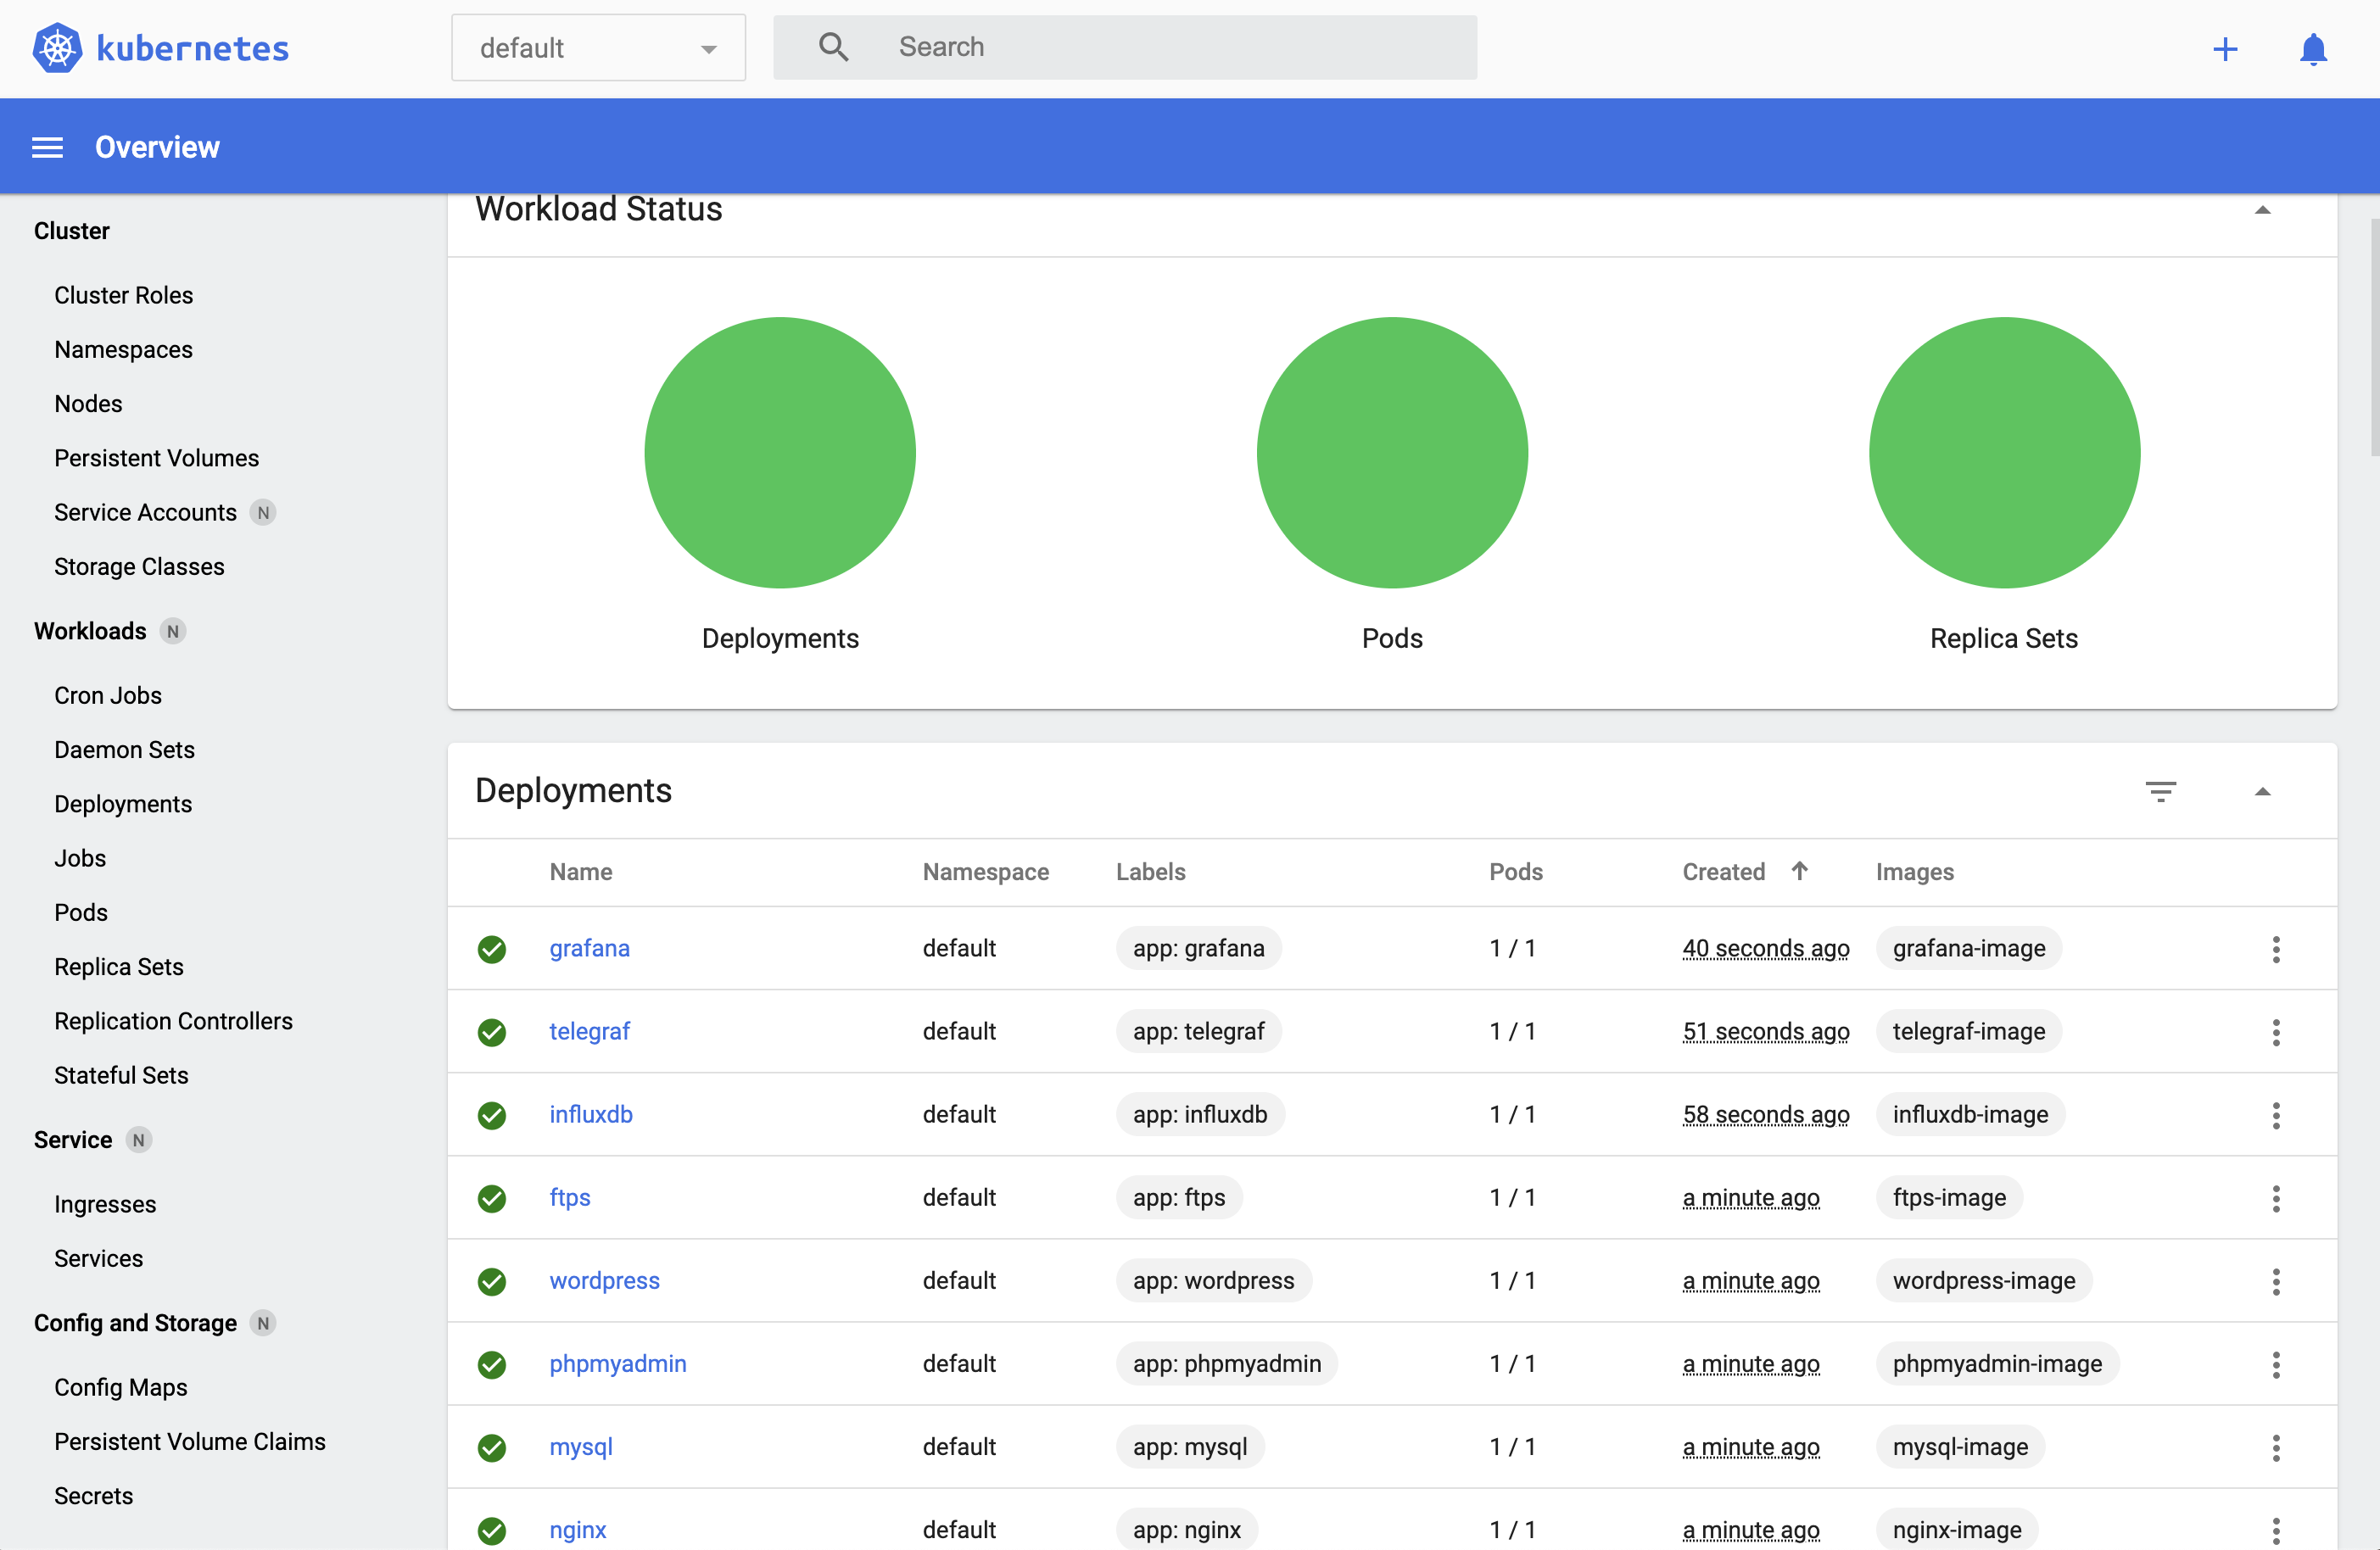 kubernetes
default
Search
Overview
Cluster
Cluster Roles
Namespaces
Nodes
Persistent Volumes
Service Accounts N
Storage Classes
Workloads N
Cron Jobs
Daemon Sets
Deployments
Jobs
Pods
Replica Sets
Replication Controllers
Stateful Sets
Service N
Ingresses
Services
Config and Storage N
Config Maps
Persistent Volume Claims
Secrets
Workload Status
Deployments
Pods
Replica Sets
Deployments
Name Namespace Labels Pods Created Images
grafana default app: grafana 1 / 1 40 seconds ago grafana-image
telegraf default app: telegraf 1 / 1 51 seconds ago telegraf-image
influxdb default app: influxdb 1 / 1 58 seconds ago influxdb-image
ftps default app: ftps 1 / 1 a minute ago ftps-image
wordpress default app: wordpress 1 / 1 a minute ago wordpress-image
phpmyadmin default app: phpmyadmin 1 / 1 a minute ago phpmyadmin-image
mysql default app: mysql 1 / 1 a minute ago mysql-image
nginx default app: nginx 1 / 1 a minute ago nginx-image